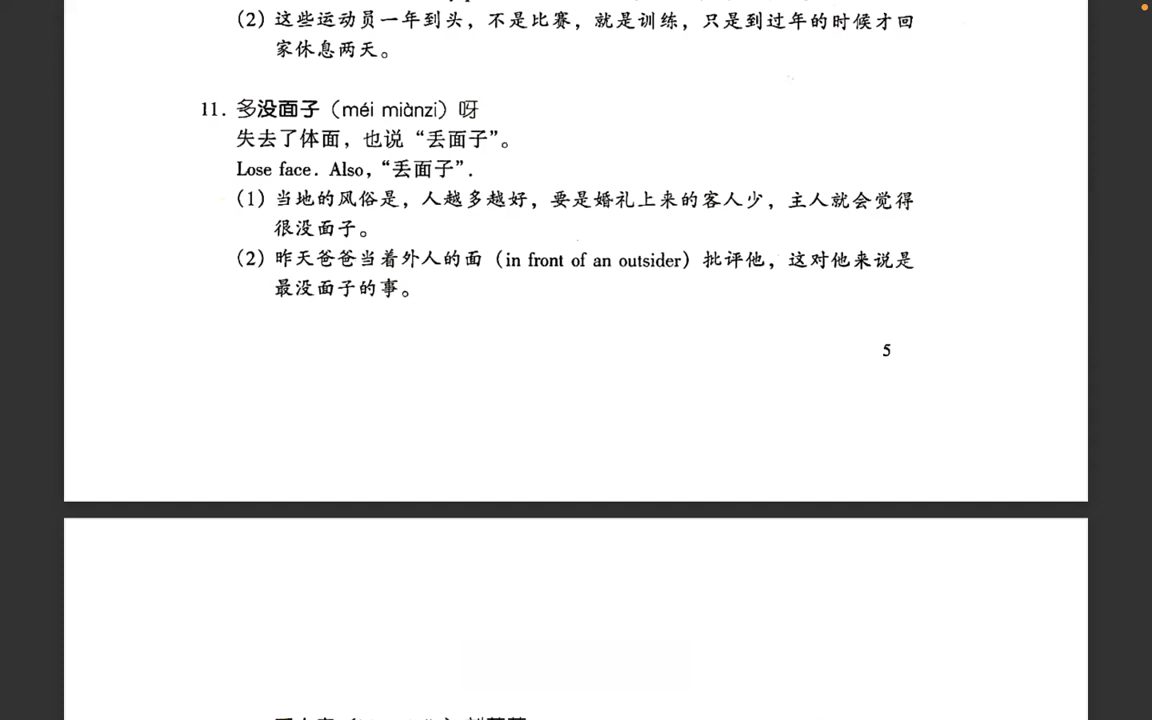 (2) 这些运动员一年到头，不是比赛，就是训练，只是到过年的时候才回
家休息两天。
11. 多没面子（méi miànzi）呀
失去了体面，也说“丢面子”。
Lose face. Also, “丢面子”.
(1) 当地的风俗是，人越多越好，要是婚礼上来的客人少，主人就会觉得
很没面子。
(2) 昨天爸爸当着外人的面（in front of an outsider）批评他，这对他来说是
最没面子的事。
5